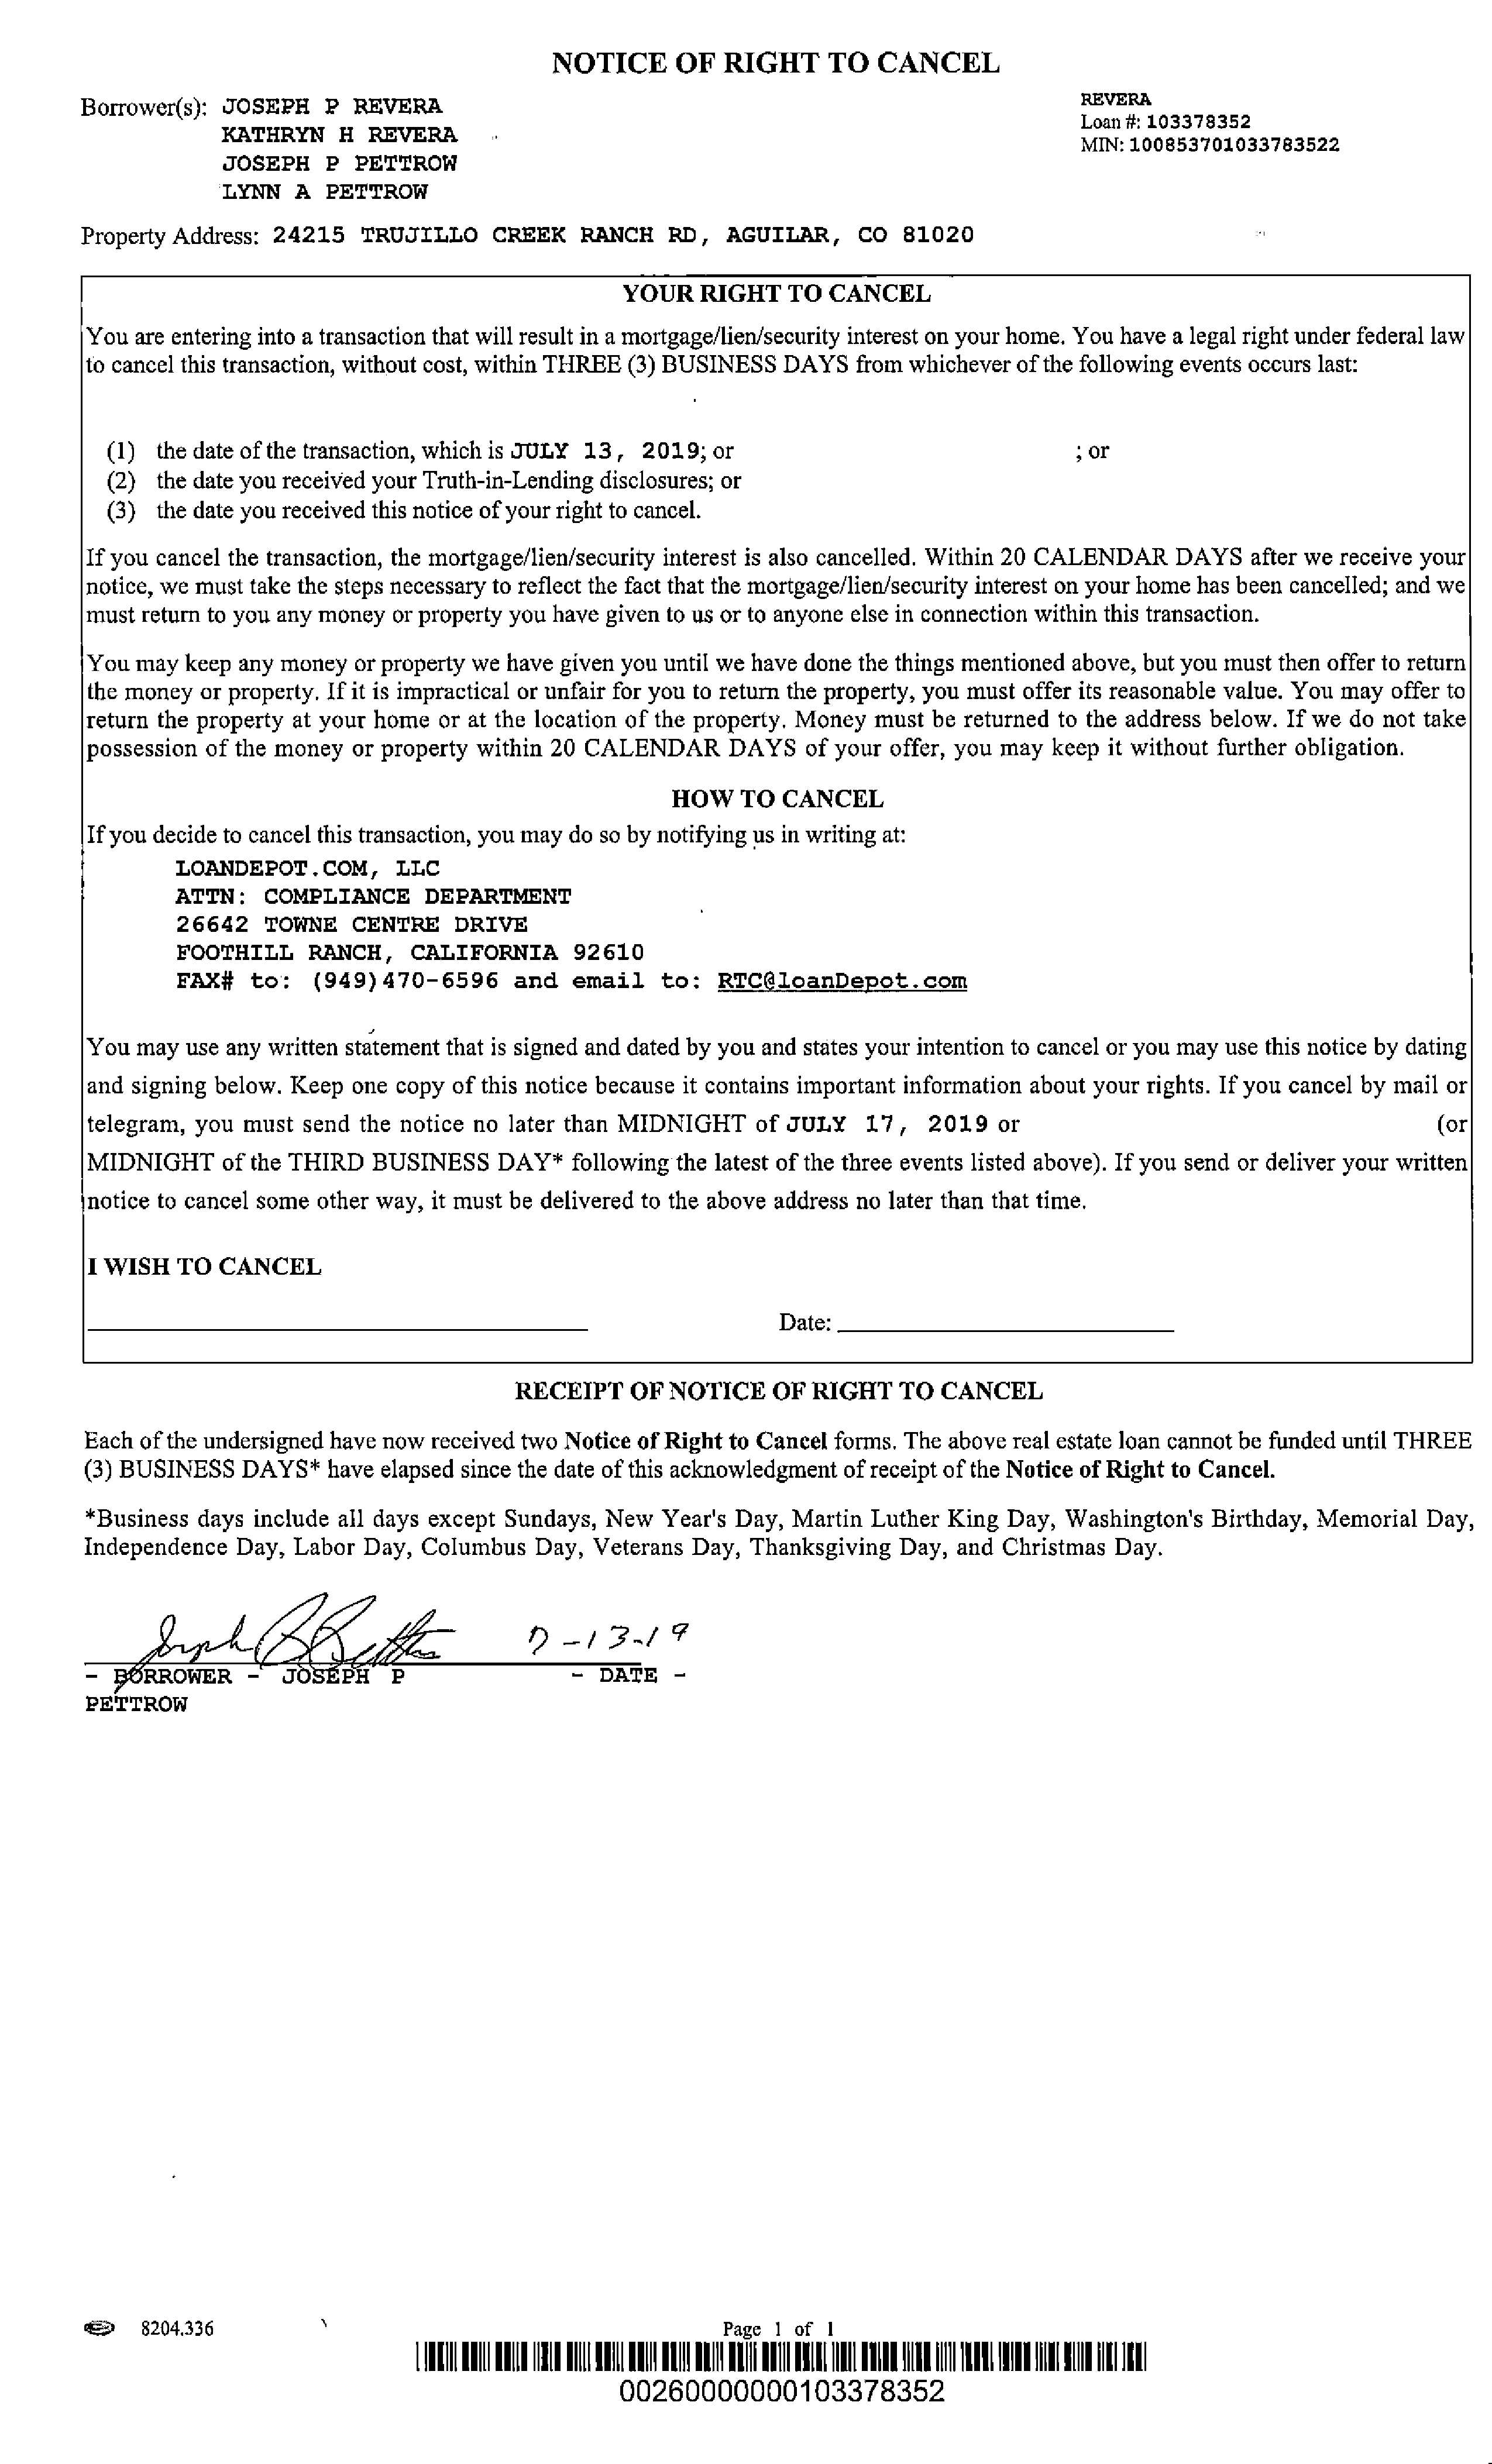 NOTICE OF RIGHT TO CANCEL
Borrower(s): JOSEPH P REVERA
KATHRYN H REVERA
JOSEPH P PETTROW
LYNN A PETTROW
REVERA
Loan #: 103378352
MIN: 100853701033783522
Property Address: 24215 TRUJILLO CREEK RANCH RD, AGUILAR, CO 81020
YOUR RIGHT TO CANCEL
You are entering into a transaction that will result in a mortgage/lien/security interest on your home. You have a legal right under federal law
to cancel this transaction, without cost, within THREE (3) BUSINESS DAYS from whichever of the following events occurs last:
(1) the date of the transaction, which is JULY 13, 2019; or ; or
(2) the date you received your Truth-in-Lending disclosures; or
(3) the date you received this notice of your right to cancel.
If you cancel the transaction, the mortgage/lien/security interest is also cancelled. Within 20 CALENDAR DAYS after we receive your
notice, we must take the steps necessary to reflect the fact that the mortgage/lien/security interest on your home has been cancelled; and we
must return to you any money or property you have given to us or to anyone else in connection within this transaction.
You may keep any money or property we have given you until we have done the things mentioned above, but you must then offer to return
the money or property. If it is impractical or unfair for you to return the property, you must offer its reasonable value. You may offer to
return the property at your home or at the location of the property. Money must be returned to the address below. If we do not take
possession of the money or property within 20 CALENDAR DAYS of your offer, you may keep it without further obligation.
HOW TO CANCEL
If you decide to cancel this transaction, you may do so by notifying us in writing at:
LOANDEPOT.COM, LLC
ATTN: COMPLIANCE DEPARTMENT
26642 TOWNE CENTRE DRIVE
FOOTHILL RANCH, CALIFORNIA 92610
FAX# to: (949)470-6596 and email to: RTC@loanDepot.com
You may use any written statement that is signed and dated by you and states your intention to cancel or you may use this notice by dating
and signing below. Keep one copy of this notice because it contains important information about your rights. If you cancel by mail or
telegram, you must send the notice no later than MIDNIGHT of JULY 17, 2019 or (or
MIDNIGHT of the THIRD BUSINESS DAY* following the latest of the three events listed above). If you send or deliver your written
notice to cancel some other way, it must be delivered to the above address no later than that time.
I WISH TO CANCEL
Date:
RECEIPT OF NOTICE OF RIGHT TO CANCEL
Each of the undersigned have now received two Notice of Right to Cancel forms. The above real estate loan cannot be funded until THREE
(3) BUSINESS DAYS* have elapsed since the date of this acknowledgment of receipt of the Notice of Right to Cancel.
*Business days include all days except Sundays, New Year's Day, Martin Luther King Day, Washington's Birthday, Memorial Day,
Independence Day, Labor Day, Columbus Day, Veterans Day, Thanksgiving Day, and Christmas Day.
7-13-19
- BORROWER - JOSEPH P - DATE -
PETTROW
8204.336
Page 1 of 1
00260000000103378352